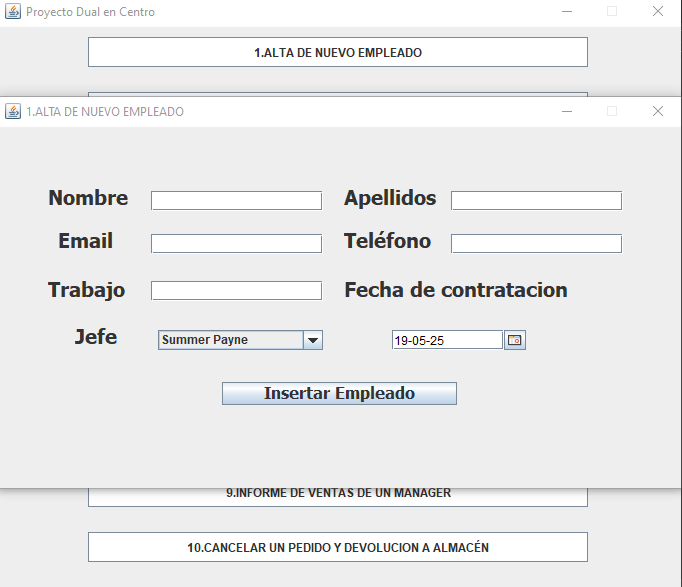 Proyecto Dual en Centro
1.ALTA DE NUEVO EMPLEADO
1.ALTA DE NUEVO EMPLEADO
Nombre Apellidos
Email Teléfono
Trabajo Fecha de contratacion
Jefe Summer Payne 19-05-25
Insertar Empleado
9.INFORME DE VENTAS DE UN MANAGER
10.CANCELAR UN PEDIDO Y DEVOLUCION A ALMACÉN